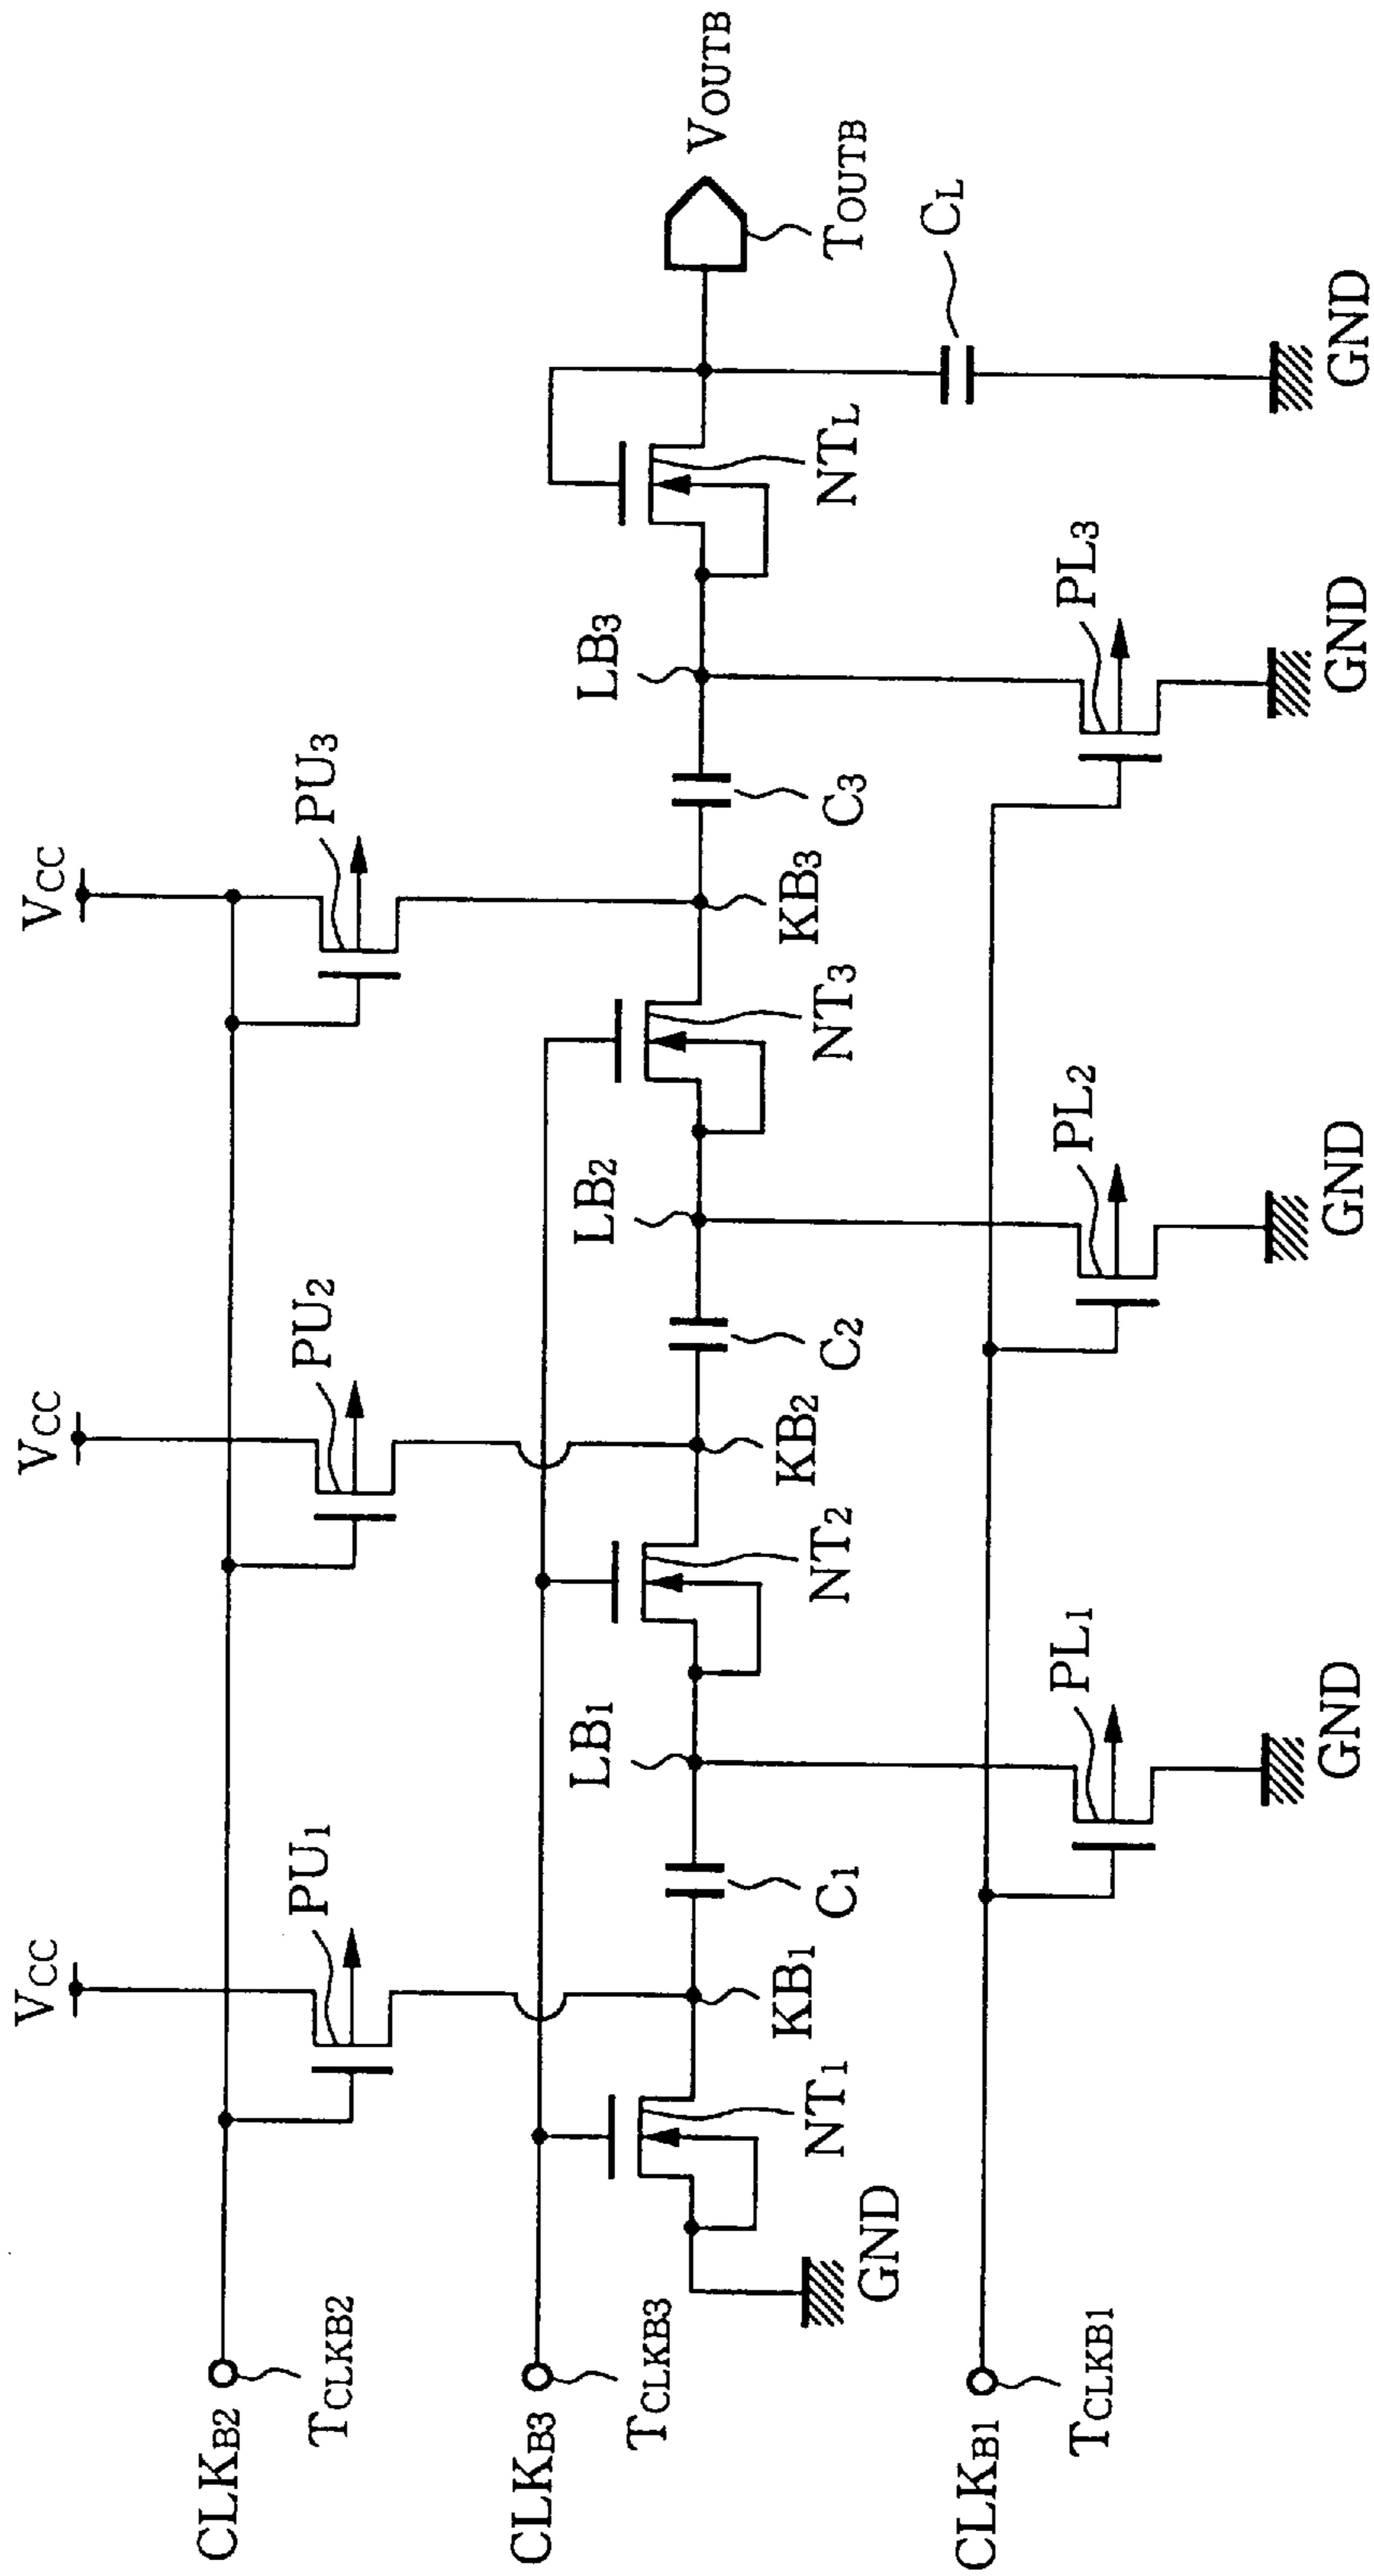 VCC
VCC
VCC
PU1
PU2
PU3
CLKB2
TCLKB2
LB1
LB2
LB3
VOUTB
CLKB3
TCLKB3
NT1
KB1
C1
NT2
KB2
C2
NT3
KB3
C3
NTL
TOUTB
GND
CL
CLKB1
TCLKB1
PL1
PL2
PL3
GND
GND
GND
GND